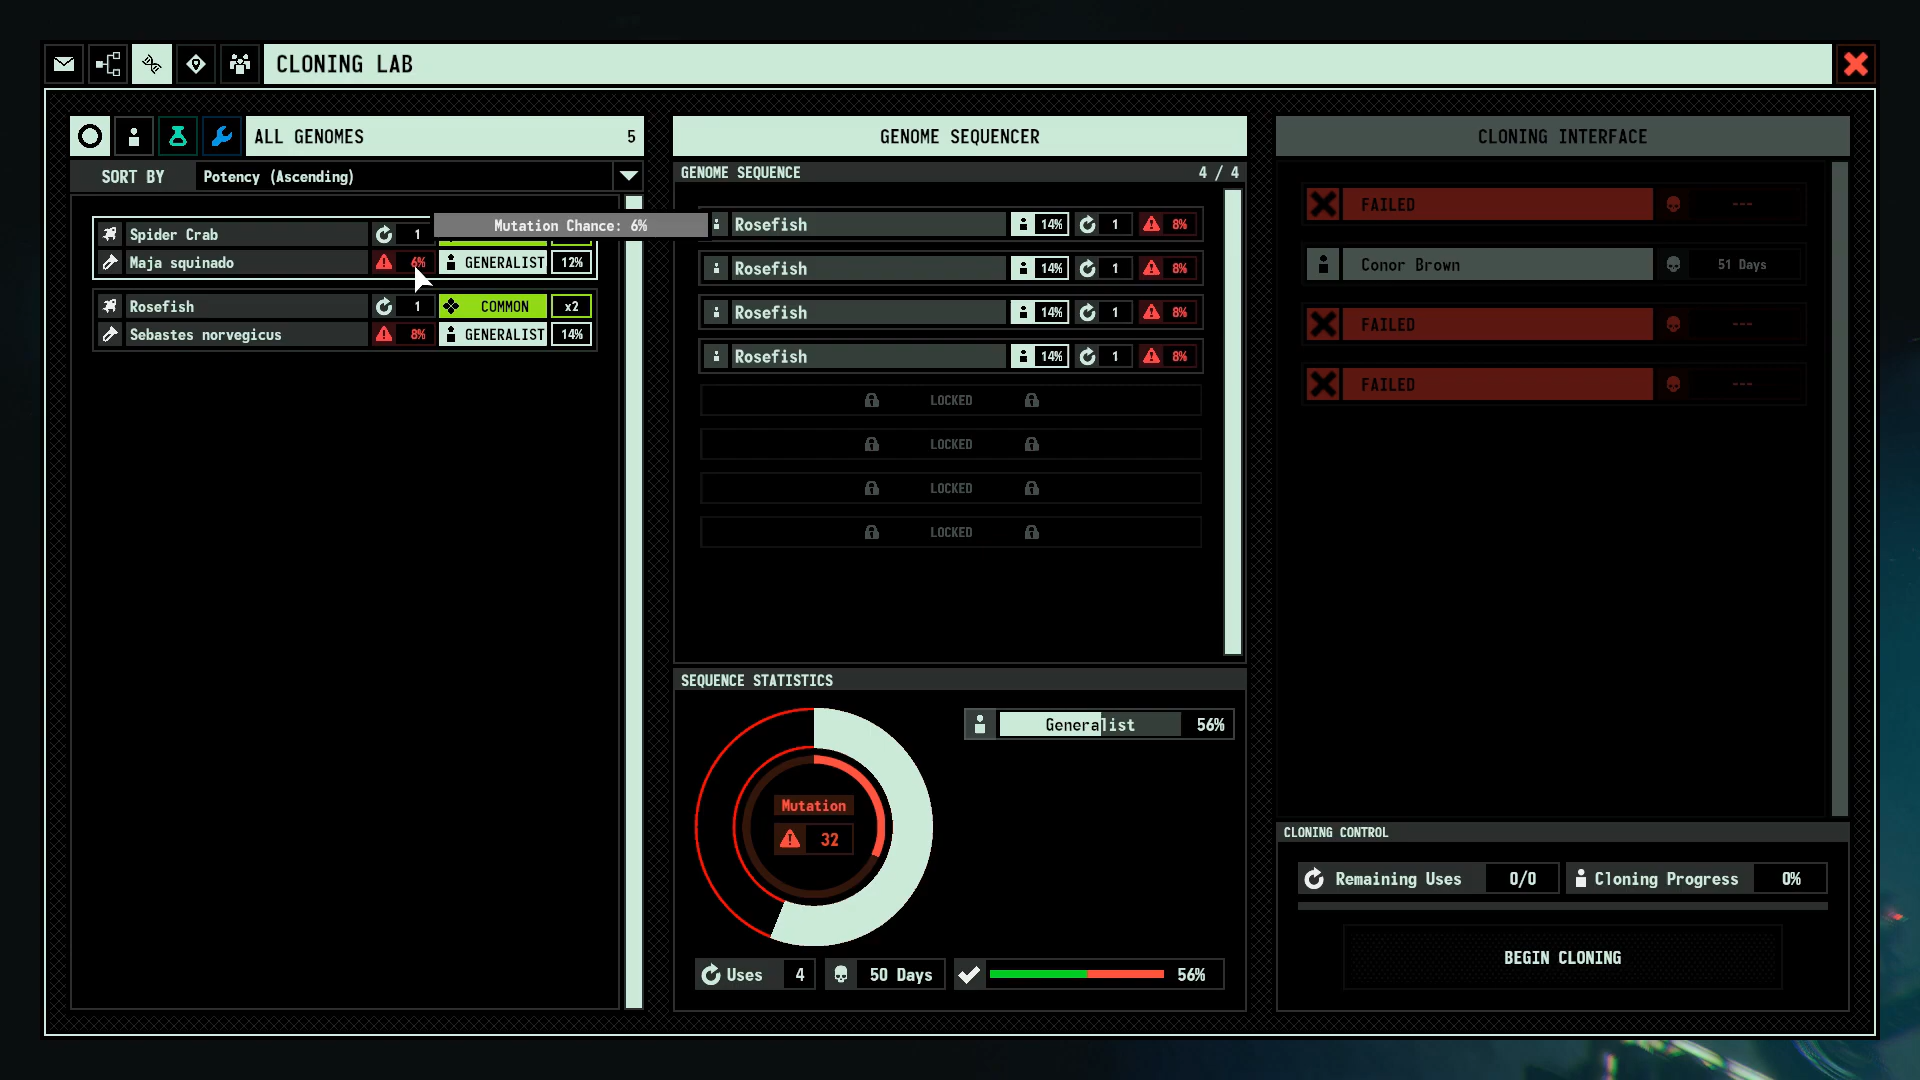 CLONING LAB
ALL GENOMES 5
SORT BY Potency (Ascending)
Spider Crab 1
Mutation Chance: 6%
Maja squinado 6% GENERALIST 12%
Rosefish 1 COMMON x2
Sebastes norvegicus 8% GENERALIST 14%
GENOME SEQUENCER
GENOME SEQUENCE 4 / 4
Rosefish 14% 1 8%
Rosefish 14% 1 8%
Rosefish 14% 1 8%
Rosefish 14% 1 8%
LOCKED
LOCKED
LOCKED
LOCKED
SEQUENCE STATISTICS
Generalist 56%
Mutation
32
Uses 4 50 Days 56%
CLONING INTERFACE
FAILED ---
Conor Brown 51 Days
FAILED ---
FAILED ---
CLONING CONTROL
Remaining Uses 0/0 Cloning Progress 0%
BEGIN CLONING